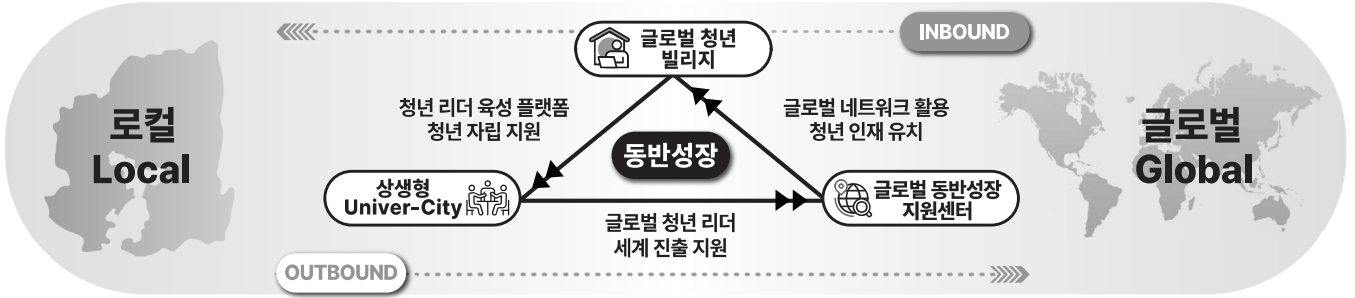 INBOUND
글로벌 청년
빌리지
로컬
Local
청년 리더 육성 플랫폼
청년 자립 지원
글로벌 네트워크 활용
청년 인재 유치
글로벌
Global
동반성장
상생형
Univer-City
글로벌 동반성장
지원센터
글로벌 청년 리더
세계 진출 지원
OUTBOUND